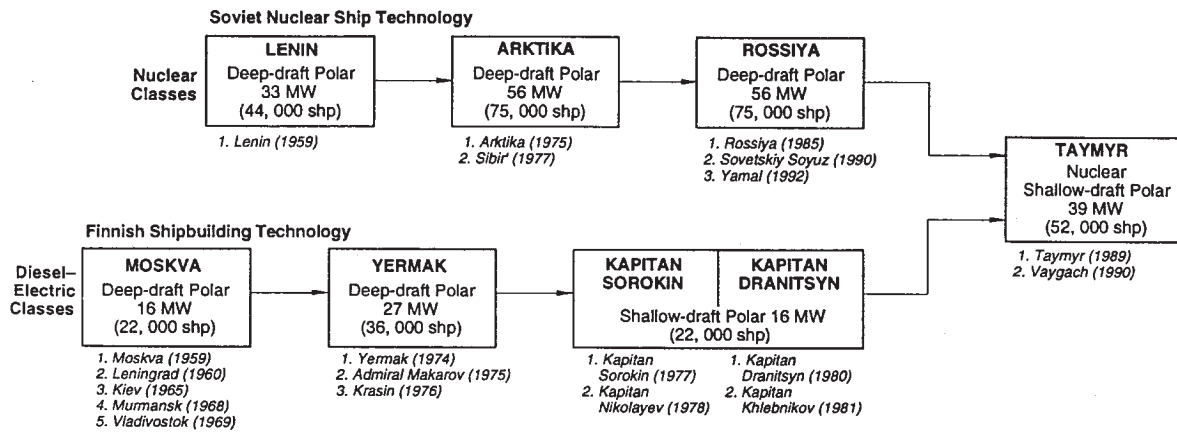 Soviet Nuclear Ship Technology
Nuclear
Classes
LENIN
Deep-draft Polar
33 MW
(44, 000 shp)
1. Lenin (1959)
ARKTIKA
Deep-draft Polar
56 MW
(75, 000 shp)
1. Arktika (1975)
2. Sibir' (1977)
ROSSIYA
Deep-draft Polar
56 MW
(75, 000 shp)
1. Rossiya (1985)
2. Sovetskiy Soyuz (1990)
3. Yamal (1992)
TAYMYR
Nuclear
Shallow-draft Polar
39 MW
(52, 000 shp)
1. Taymyr (1989)
2. Vaygach (1990)
Finnish Shipbuilding Technology
Diesel–
Electric
Classes
MOSKVA
Deep-draft Polar
16 MW
(22, 000 shp)
1. Moskva (1959)
2. Leningrad (1960)
3. Kiev (1965)
4. Murmansk (1968)
5. Vladivostok (1969)
YERMAK
Deep-draft Polar
27 MW
(36, 000 shp)
1. Yermak (1974)
2. Admiral Makarov (1975)
3. Krasin (1976)
KAPITAN
SOROKIN
KAPITAN
DRANITSYN
Shallow-draft Polar 16 MW
(22, 000 shp)
1. Kapitan
Sorokin (1977)
2. Kapitan
Nikolayev (1978)
1. Kapitan
Dranitsyn (1980)
2. Kapitan
Khlebnikov (1981)